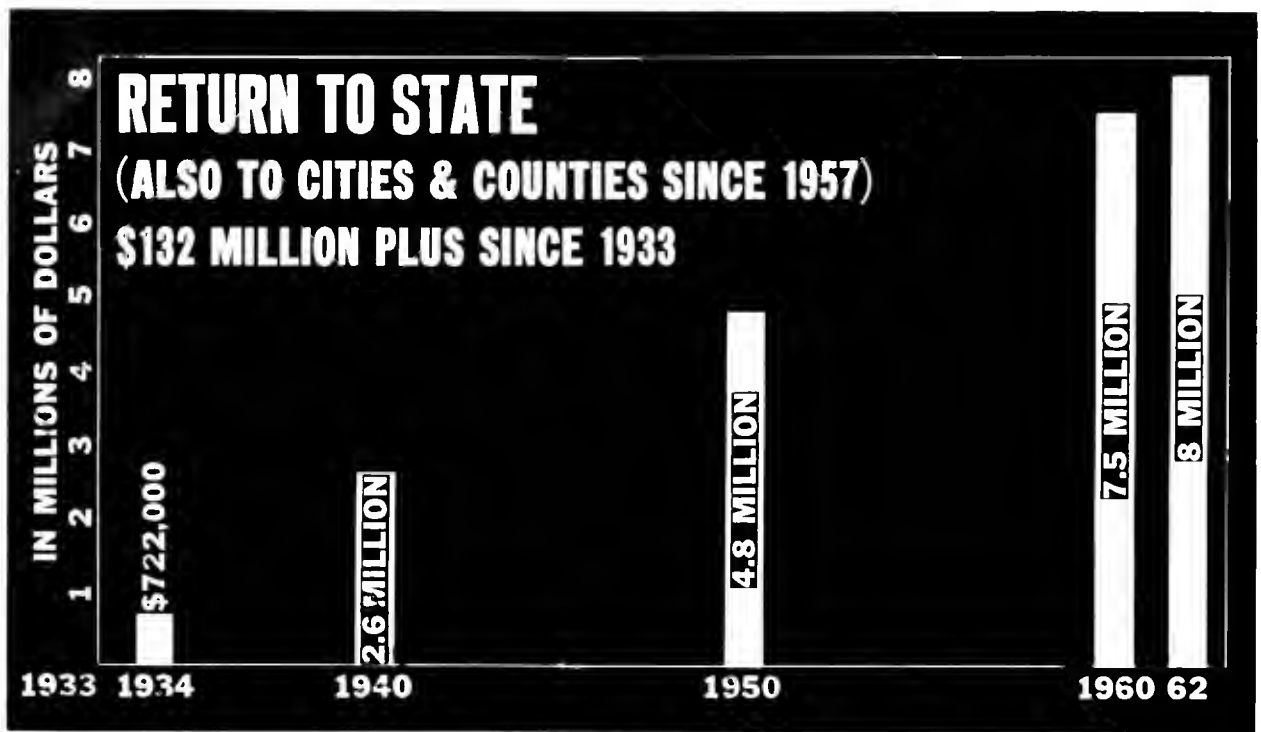 RETURN TO STATE
(ALSO TO CITIES & COUNTIES SINCE 1957)
$132 MILLION PLUS SINCE 1933
IN MILLIONS OF DOLLARS
8
7
6
5
4
3
2
1
$722,000
2.6 MILLION
4.8 MILLION
7.5 MILLION
8 MILLION
1933 1934 1940 1950 1960 62